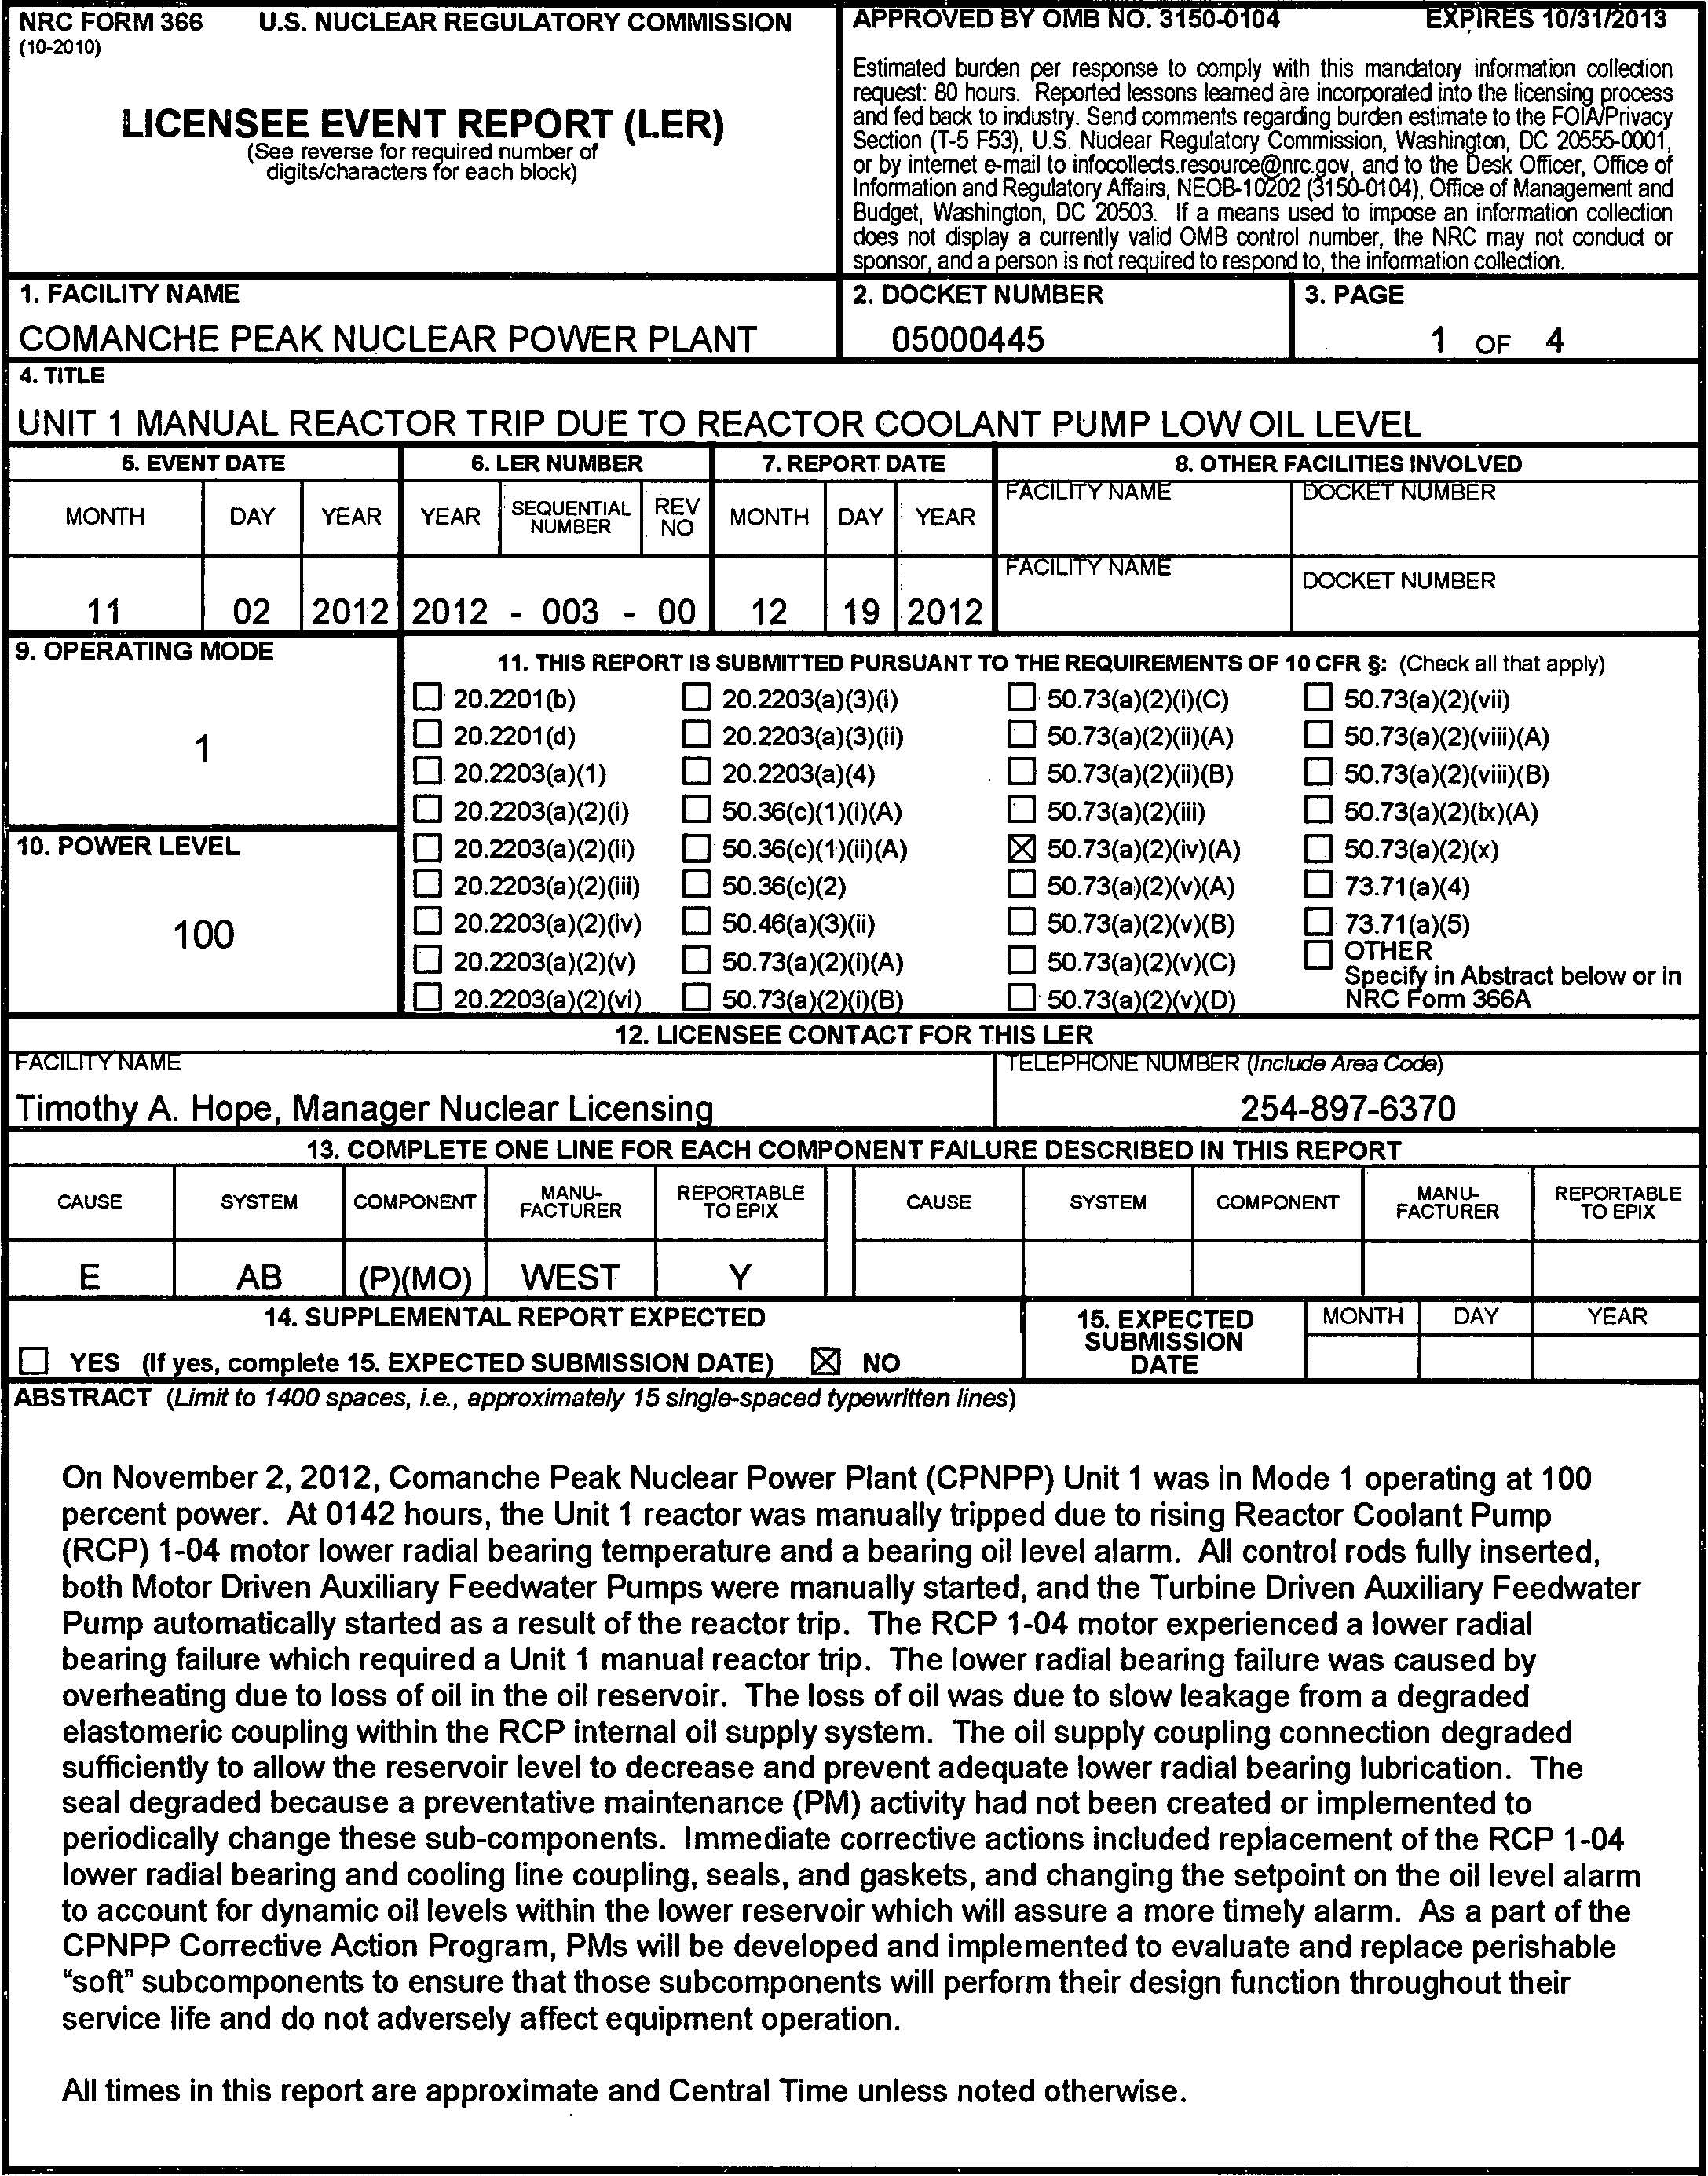 NRC FORM 366 U.S. NUCLEAR REGULATORY COMMISSION
(10-2010)
LICENSEE EVENT REPORT (LER)
(See reverse for required number of
digits/characters for each block)
APPROVED BY OMB NO. 3150-0104 EXPIRES 10/31/2013
Estimated burden per response to comply with this mandatory information collection
request: 80 hours. Reported lessons learned are incorporated into the licensing process
and fed back to industry. Send comments regarding burden estimate to the FOIA/Privacy
Section (T-5 F53), U.S. Nuclear Regulatory Commission, Washington, DC 20555-0001,
or by internet e-mail to infocollects.resource@nrc.gov, and to the Desk Officer, Office of
Information and Regulatory Affairs, NEOB-10202 (3150-0104), Office of Management and
Budget, Washington, DC 20503. If a means used to impose an information collection
does not display a currently valid OMB control number, the NRC may not conduct or
sponsor, and a person is not required to respond to, the information collection.
1. FACILITY NAME 2. DOCKET NUMBER 3. PAGE
COMANCHE PEAK NUCLEAR POWER PLANT 05000445 1 OF 4
4. TITLE
UNIT 1 MANUAL REACTOR TRIP DUE TO REACTOR COOLANT PUMP LOW OIL LEVEL
5. EVENT DATE 6. LER NUMBER 7. REPORT DATE 8. OTHER FACILITIES INVOLVED
MONTH DAY YEAR YEAR SEQUENTIAL NUMBER REV NO MONTH DAY YEAR FACILITY NAME DOCKET NUMBER
FACILITY NAME DOCKET NUMBER
11 02 2012 2012 - 003 - 00 12 19 2012
9. OPERATING MODE
1
10. POWER LEVEL
100
11. THIS REPORT IS SUBMITTED PURSUANT TO THE REQUIREMENTS OF 10 CFR §: (Check all that apply)
☐ 20.2201(b) ☐ 20.2203(a)(3)(i) ☐ 50.73(a)(2)(i)(C) ☐ 50.73(a)(2)(vii)
☐ 20.2201(d) ☐ 20.2203(a)(3)(ii) ☐ 50.73(a)(2)(ii)(A) ☐ 50.73(a)(2)(viii)(A)
☐ 20.2203(a)(1) ☐ 20.2203(a)(4) ☐ 50.73(a)(2)(ii)(B) ☐ 50.73(a)(2)(viii)(B)
☐ 20.2203(a)(2)(i) ☐ 50.36(c)(1)(i)(A) ☐ 50.73(a)(2)(iii) ☐ 50.73(a)(2)(ix)(A)
☐ 20.2203(a)(2)(ii) ☐ 50.36(c)(1)(ii)(A) ☒ 50.73(a)(2)(iv)(A) ☐ 50.73(a)(2)(x)
☐ 20.2203(a)(2)(iii) ☐ 50.36(c)(2) ☐ 50.73(a)(2)(v)(A) ☐ 73.71(a)(4)
☐ 20.2203(a)(2)(iv) ☐ 50.46(a)(3)(ii) ☐ 50.73(a)(2)(v)(B) ☐ 73.71(a)(5)
☐ 20.2203(a)(2)(v) ☐ 50.73(a)(2)(i)(A) ☐ 50.73(a)(2)(v)(C) ☐ OTHER
☐ 20.2203(a)(2)(vi) ☐ 50.73(a)(2)(i)(B) ☐ 50.73(a)(2)(v)(D) Specify in Abstract below or in
NRC Form 366A
12. LICENSEE CONTACT FOR THIS LER
FACILITY NAME TELEPHONE NUMBER (Include Area Code)
Timothy A. Hope, Manager Nuclear Licensing 254-897-6370
13. COMPLETE ONE LINE FOR EACH COMPONENT FAILURE DESCRIBED IN THIS REPORT
CAUSE SYSTEM COMPONENT MANU-FACTURER REPORTABLE TO EPIX CAUSE SYSTEM COMPONENT MANU-FACTURER REPORTABLE TO EPIX
E AB (P)(MO) WEST Y
14. SUPPLEMENTAL REPORT EXPECTED 15. EXPECTED SUBMISSION DATE MONTH DAY YEAR
☐ YES (If yes, complete 15. EXPECTED SUBMISSION DATE) ☒ NO
ABSTRACT (Limit to 1400 spaces, i.e., approximately 15 single-spaced typewritten lines)
On November 2, 2012, Comanche Peak Nuclear Power Plant (CPNPP) Unit 1 was in Mode 1 operating at 100
percent power. At 0142 hours, the Unit 1 reactor was manually tripped due to rising Reactor Coolant Pump
(RCP) 1-04 motor lower radial bearing temperature and a bearing oil level alarm. All control rods fully inserted,
both Motor Driven Auxiliary Feedwater Pumps were manually started, and the Turbine Driven Auxiliary Feedwater
Pump automatically started as a result of the reactor trip. The RCP 1-04 motor experienced a lower radial
bearing failure which required a Unit 1 manual reactor trip. The lower radial bearing failure was caused by
overheating due to loss of oil in the oil reservoir. The loss of oil was due to slow leakage from a degraded
elastomeric coupling within the RCP internal oil supply system. The oil supply coupling connection degraded
sufficiently to allow the reservoir level to decrease and prevent adequate lower radial bearing lubrication. The
seal degraded because a preventative maintenance (PM) activity had not been created or implemented to
periodically change these sub-components. Immediate corrective actions included replacement of the RCP 1-04
lower radial bearing and cooling line coupling, seals, and gaskets, and changing the setpoint on the oil level alarm
to account for dynamic oil levels within the lower reservoir which will assure a more timely alarm. As a part of the
CPNPP Corrective Action Program, PMs will be developed and implemented to evaluate and replace perishable
“soft” subcomponents to ensure that those subcomponents will perform their design function throughout their
service life and do not adversely affect equipment operation.
All times in this report are approximate and Central Time unless noted otherwise.